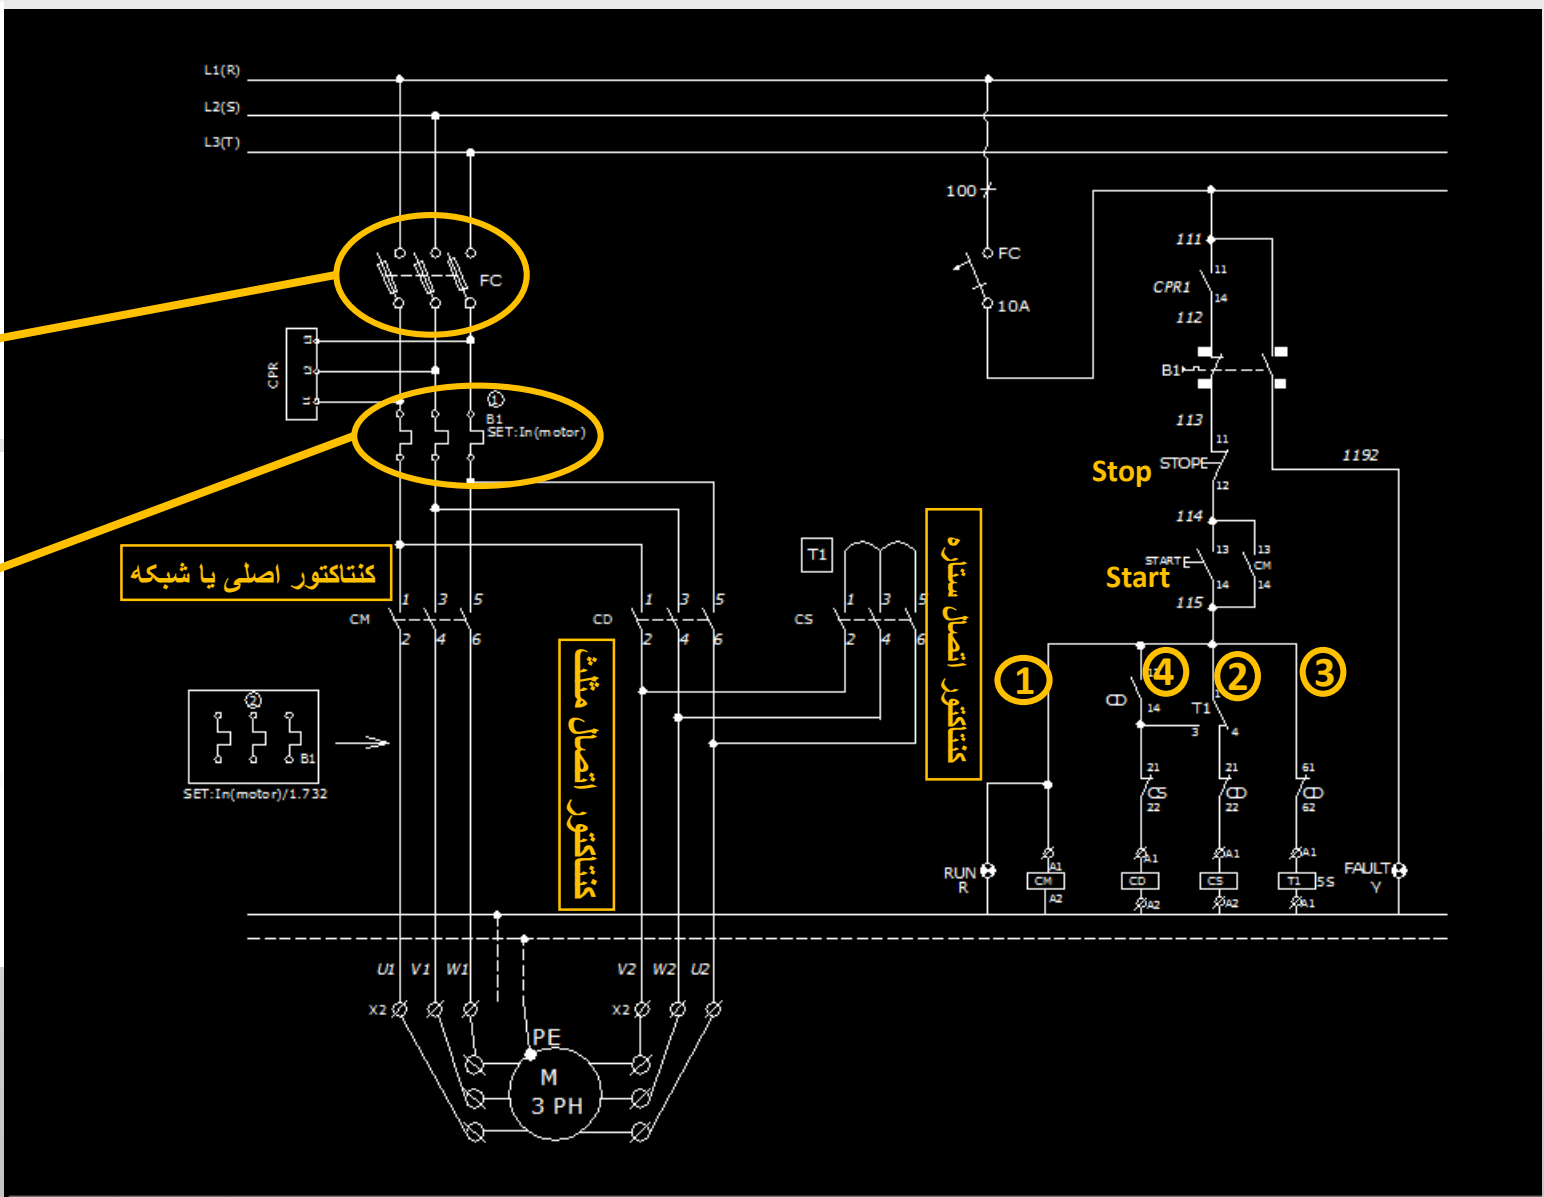 L1(R)
L2(S)
L3(T)
100
FC
FC
10A
111
11
CPR1
14
112
CPR
L3
L2
L1
1
B1
SET:In(motor)
B1
113
11
STOPE
Stop
12
1192
114
13
START
Start
14
13
CM
14
115
کنتاکتور اصلی یا شبکه
T1
کنتاکتور اتصال ستاره
1 3 5
CM
2 4 6
1 3 5
CD
2 4 6
1 3 5
CS
2 4 6
کنتاکتور اتصال مثلث
1
4
2
3
CD
14
T1
3
4
2
B1
SET:In(motor)/1.732
21
CS
22
21
CD
22
61
CD
62
RUN
R
A1
CM
A2
A1
CD
A2
A1
CS
A2
A1
T1
5S
A1
FAULT
Y
U1 V1 W1
V2 W2 U2
X2
X2
PE
M
3 PH